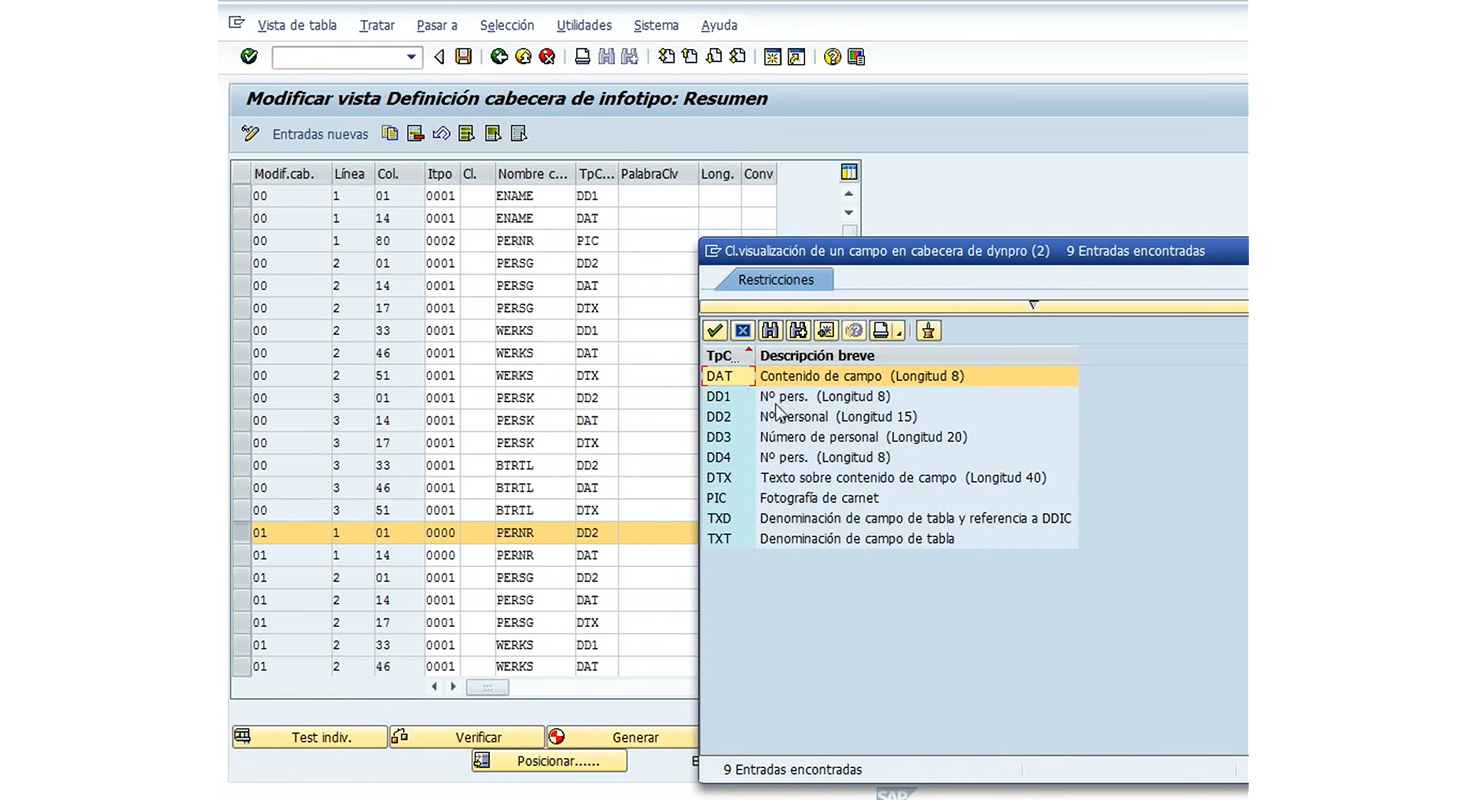 Vista de tabla Tratar Pasar a Selección Utilidades Sistema Ayuda
Modificar vista Definición cabecera de infotipo: Resumen
Entradas nuevas
Modif.cab. Línea Col. Itpo Cl. Nombre c... TpC... PalabraClv Long. Conv
00 1 01 0001 ENAME DD1
00 1 14 0001 ENAME DAT
00 1 80 0002 PERNR PIC
00 2 01 0001 PERSG DD2
00 2 14 0001 PERSG DAT
00 2 17 0001 PERSG DTX
00 2 33 0001 WERKS DD1
00 2 46 0001 WERKS DAT
00 2 51 0001 WERKS DTX
00 3 01 0001 PERSK DD2
00 3 14 0001 PERSK DAT
00 3 17 0001 PERSK DTX
00 3 33 0001 BTRTL DD2
00 3 46 0001 BTRTL DAT
00 3 51 0001 BTRTL DTX
01 1 01 0000 PERNR DD2
01 1 14 0000 PERNR DAT
01 2 01 0001 PERSG DD2
01 2 14 0001 PERSG DAT
01 2 17 0001 PERSG DTX
01 2 33 0001 WERKS DD1
01 2 46 0001 WERKS DAT
Test indiv. Verificar Generar
Posicionar...... E
Cl.visualización de un campo en cabecera de dynpro (2) 9 Entradas encontradas
Restricciones
TpC... Descripción breve
DAT Contenido de campo (Longitud 8)
DD1 Nº pers. (Longitud 8)
DD2 Nº personal (Longitud 15)
DD3 Número de personal (Longitud 20)
DD4 Nº pers. (Longitud 8)
DTX Texto sobre contenido de campo (Longitud 40)
PIC Fotografía de carnet
TXD Denominación de campo de tabla y referencia a DDIC
TXT Denominación de campo de tabla
9 Entradas encontradas
SAP